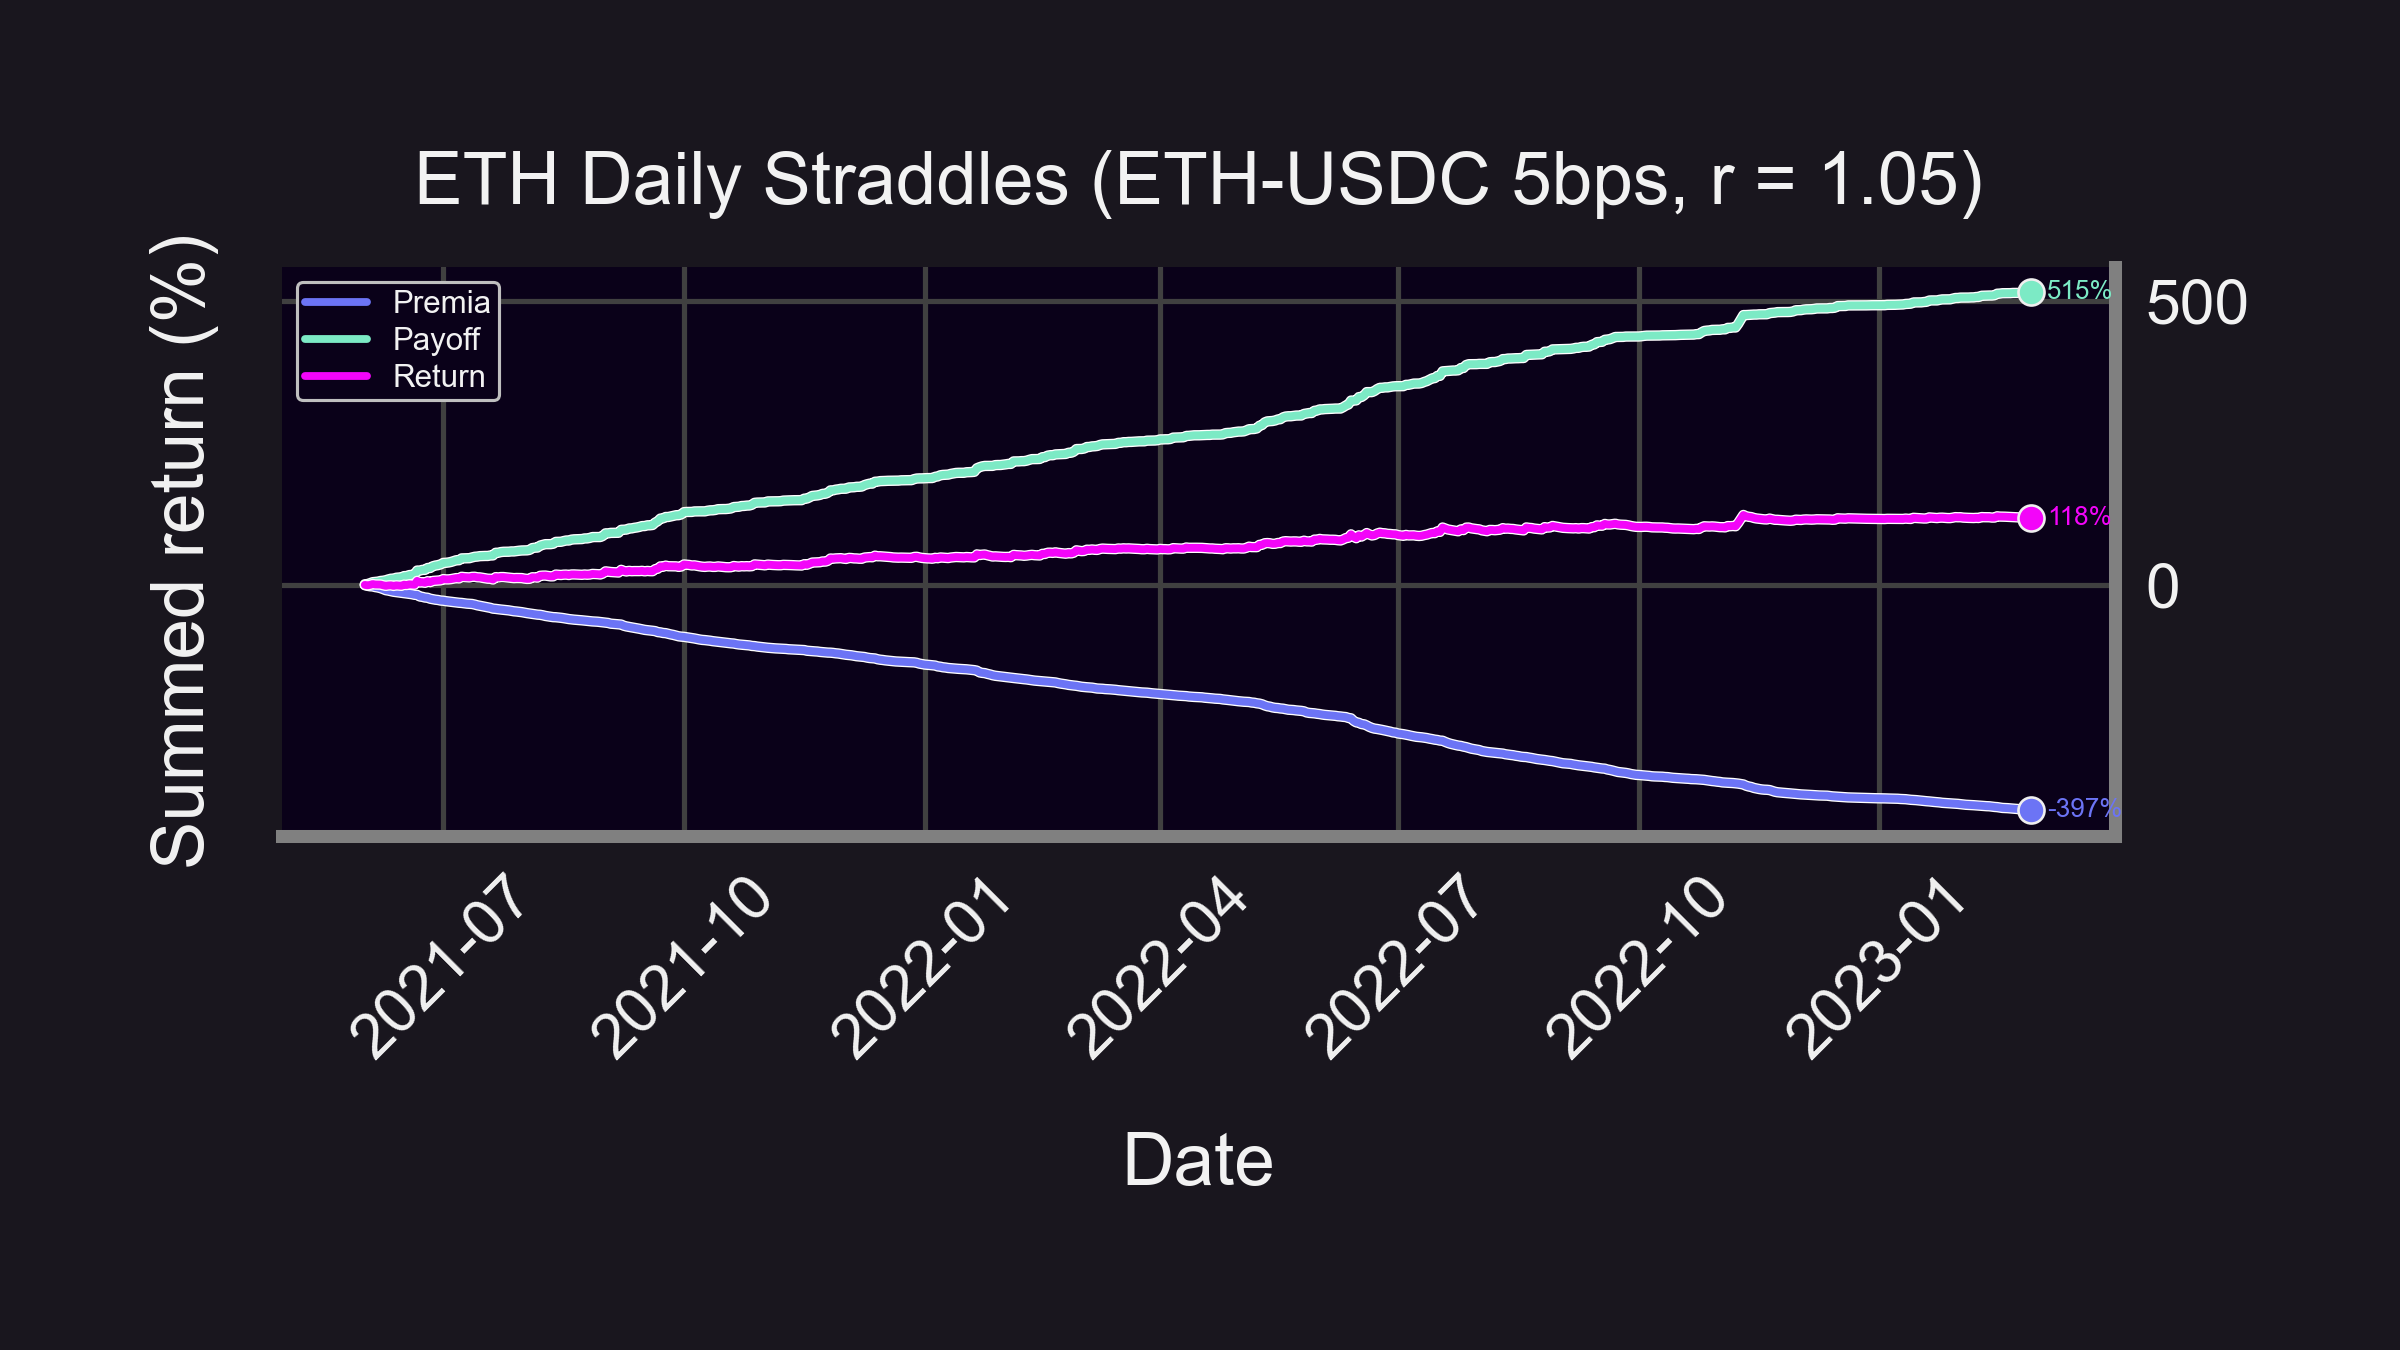 ETH Daily Straddles (ETH-USDC 5bps, r = 1.05)
Summed return (%)
Premia
Payoff
Return
515%
118%
-397%
500
0
2021-07
2021-10
2022-01
2022-04
2022-07
2022-10
2023-01
Date